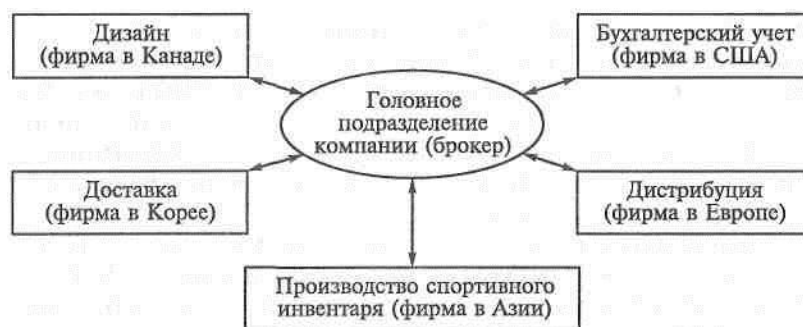 Дизайн
(фирма в Канаде)
Бухгалтерский учет
(фирма в США)
Головное
подразделение
компании (брокер)
Доставка
(фирма в Корее)
Дистрибуция
(фирма в Европе)
Производство спортивного
инвентаря (фирма в Азии)